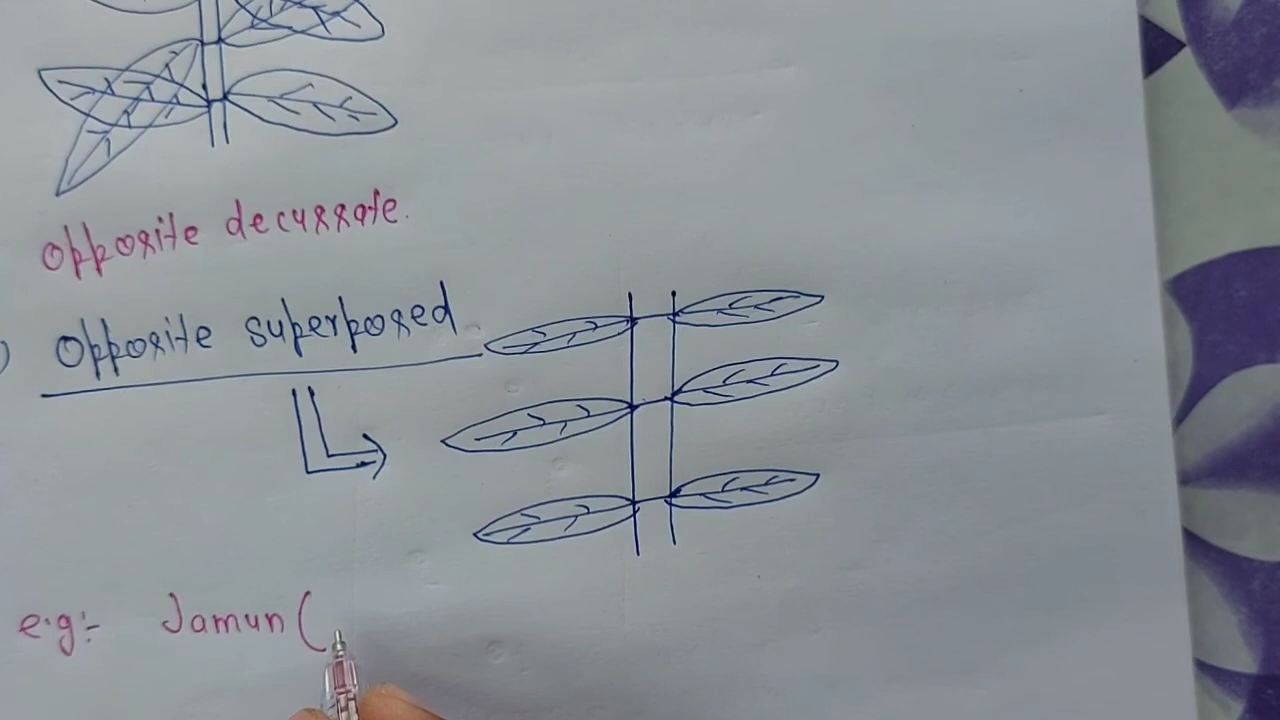 opposite decussate.
) Opposite superposed
e.g:- Jamun (